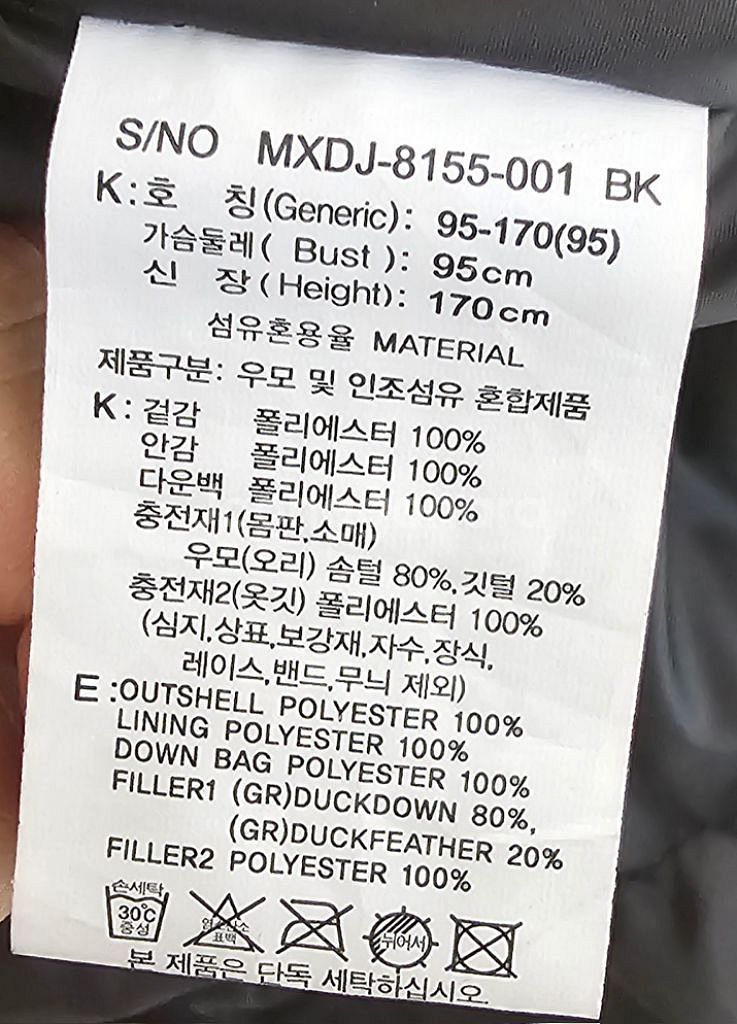 S/NO MXDJ-8155-001 BK
K:호 칭(Generic): 95-170(95)
가슴둘레( Bust ): 95cm
신 장(Height): 170cm
섬유혼용율 MATERIAL
제품구분: 우모 및 인조섬유 혼합제품
K: 겉감 폴리에스터 100%
안감 폴리에스터 100%
다운백 폴리에스터 100%
충전재1(몸판,소매)
우모(오리) 솜털 80%,깃털 20%
충전재2(옷깃) 폴리에스터 100%
(심지,상표,보강재,자수,장식,
레이스,밴드,무늬 제외)
E :OUTSHELL POLYESTER 100%
LINING POLYESTER 100%
DOWN BAG POLYESTER 100%
FILLER1 (GR)DUCKDOWN 80%,
(GR)DUCKFEATHER 20%
FILLER2 POLYESTER 100%
손세탁
30℃
중성
염소산소
표백
뉘어서
본 제품은 단독 세탁하십시오.